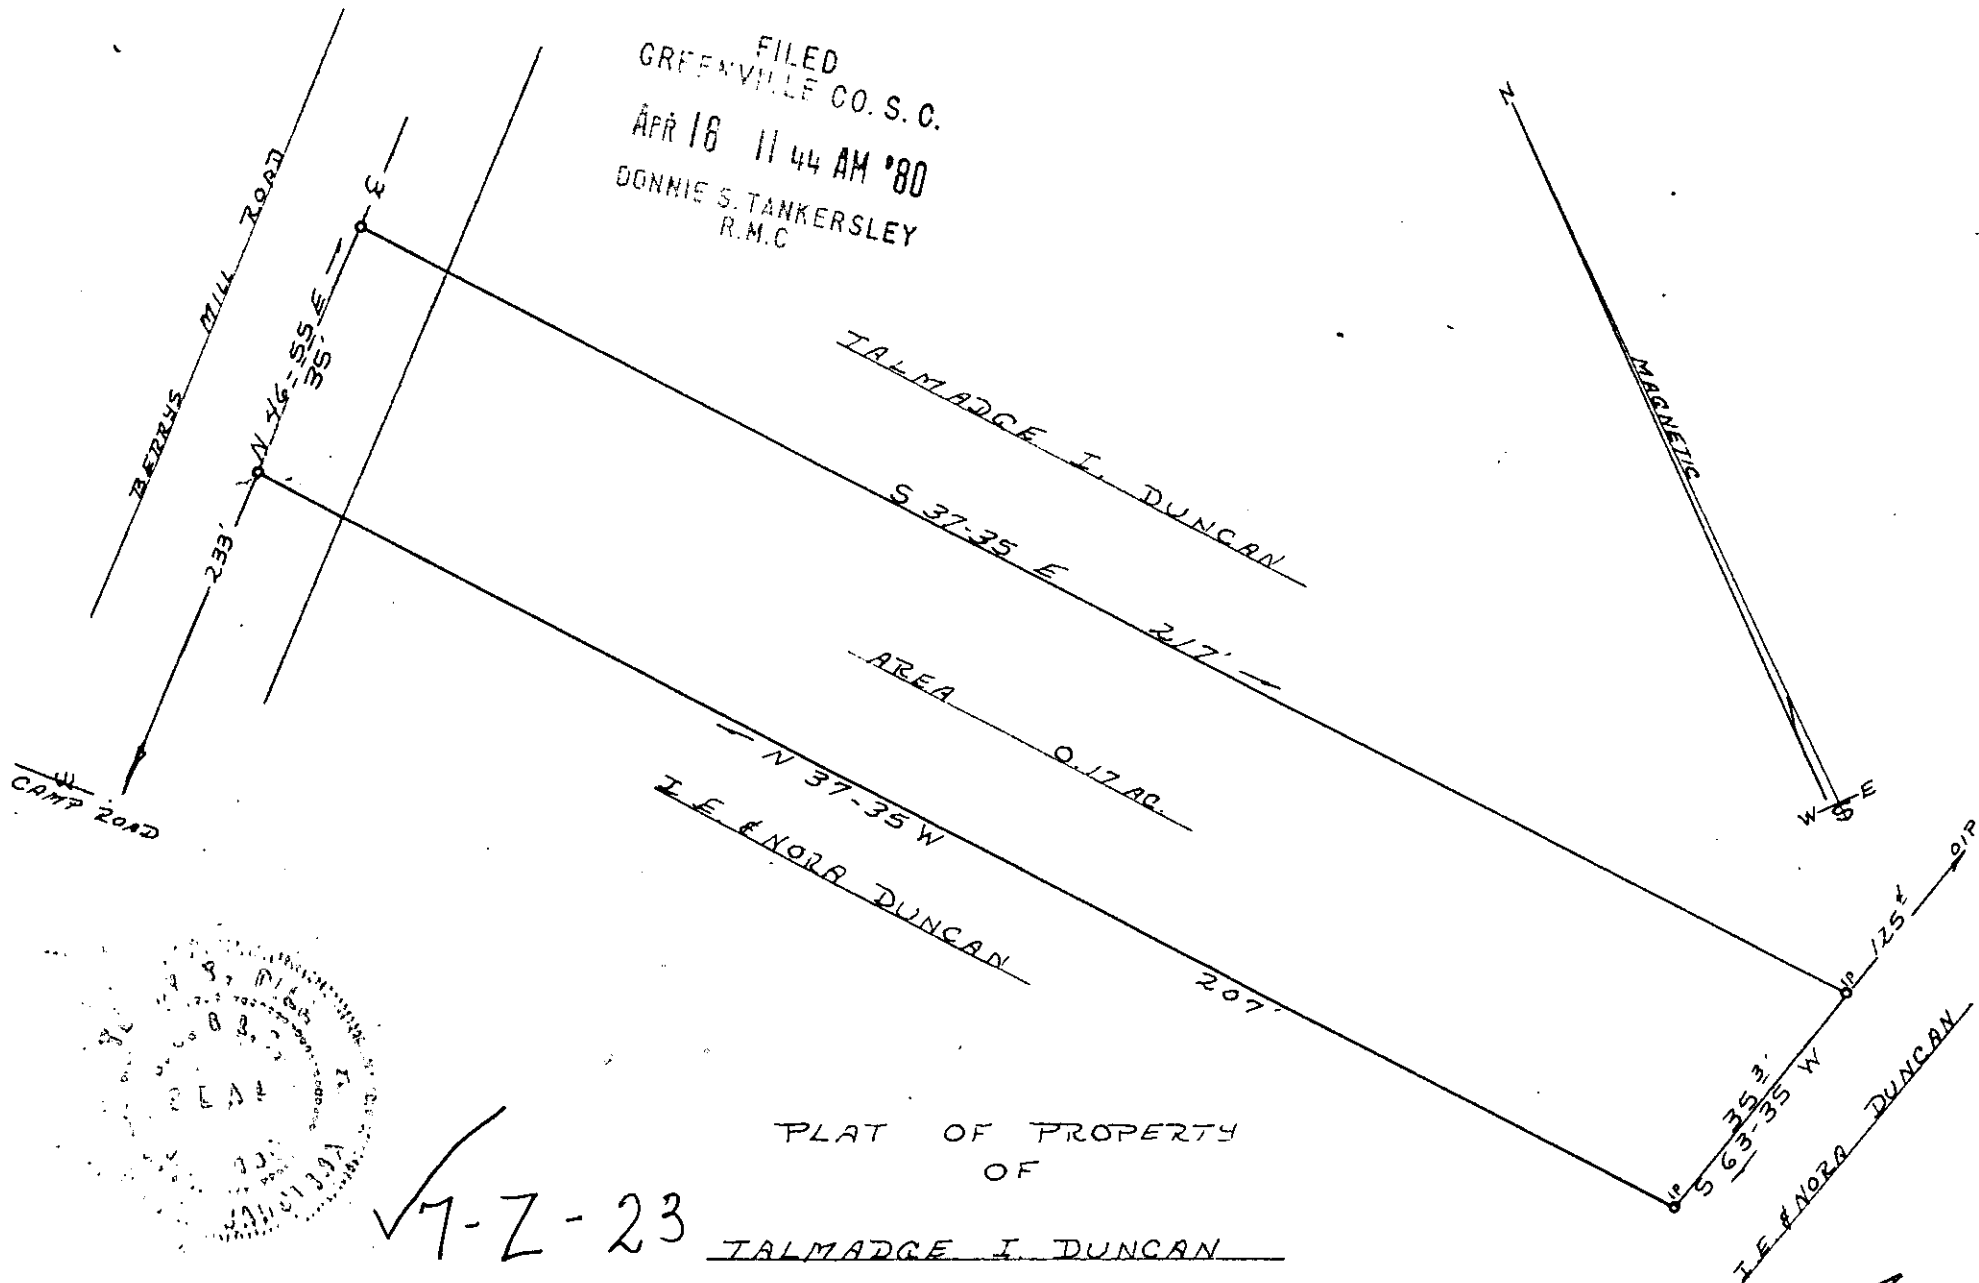 FILED
GREENVILLE CO. S. C.
APR 16 11 44 AM '80
DONNIE S. TANKERSLEY
R.M.C
N
MAGNETIC
W E
S
BERRYS MILL ROAD
N 46-55 E
35'
233'
CAMP ROAD
TALMADGE I. DUNCAN
S 37-35 E 217'
AREA 0.17 AC.
N 37-35 W 207'
I. E. & NORA DUNCAN
OIP
125'±
IP
35.3'
S 63-35 W
IP
I. E. & NORA DUNCAN
SEAL
PLAT OF PROPERTY
OF
TALMADGE I. DUNCAN
√7-Z-23